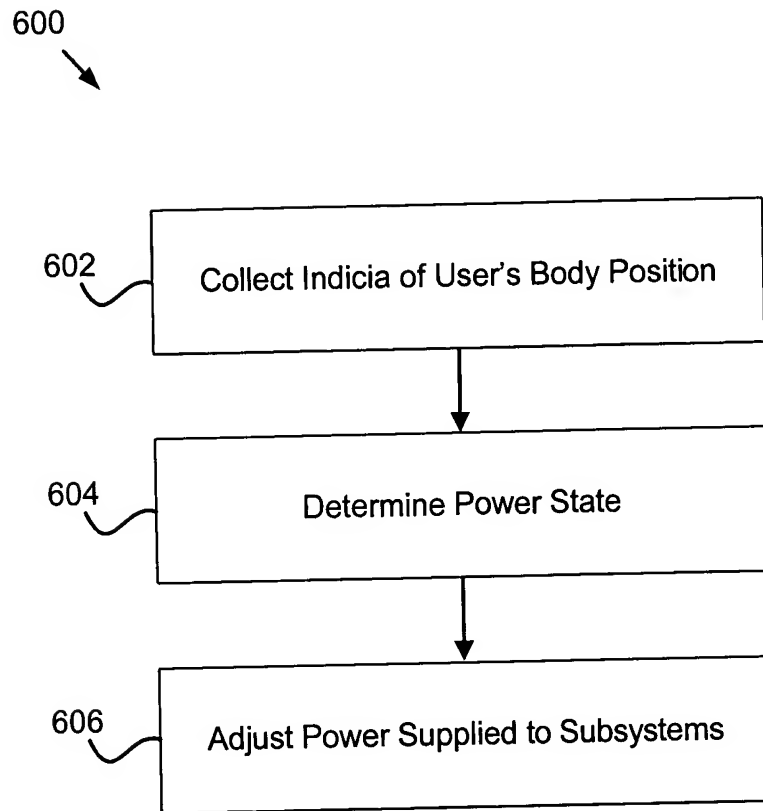 600
602
Collect Indicia of User's Body Position
604
Determine Power State
606
Adjust Power Supplied to Subsystems